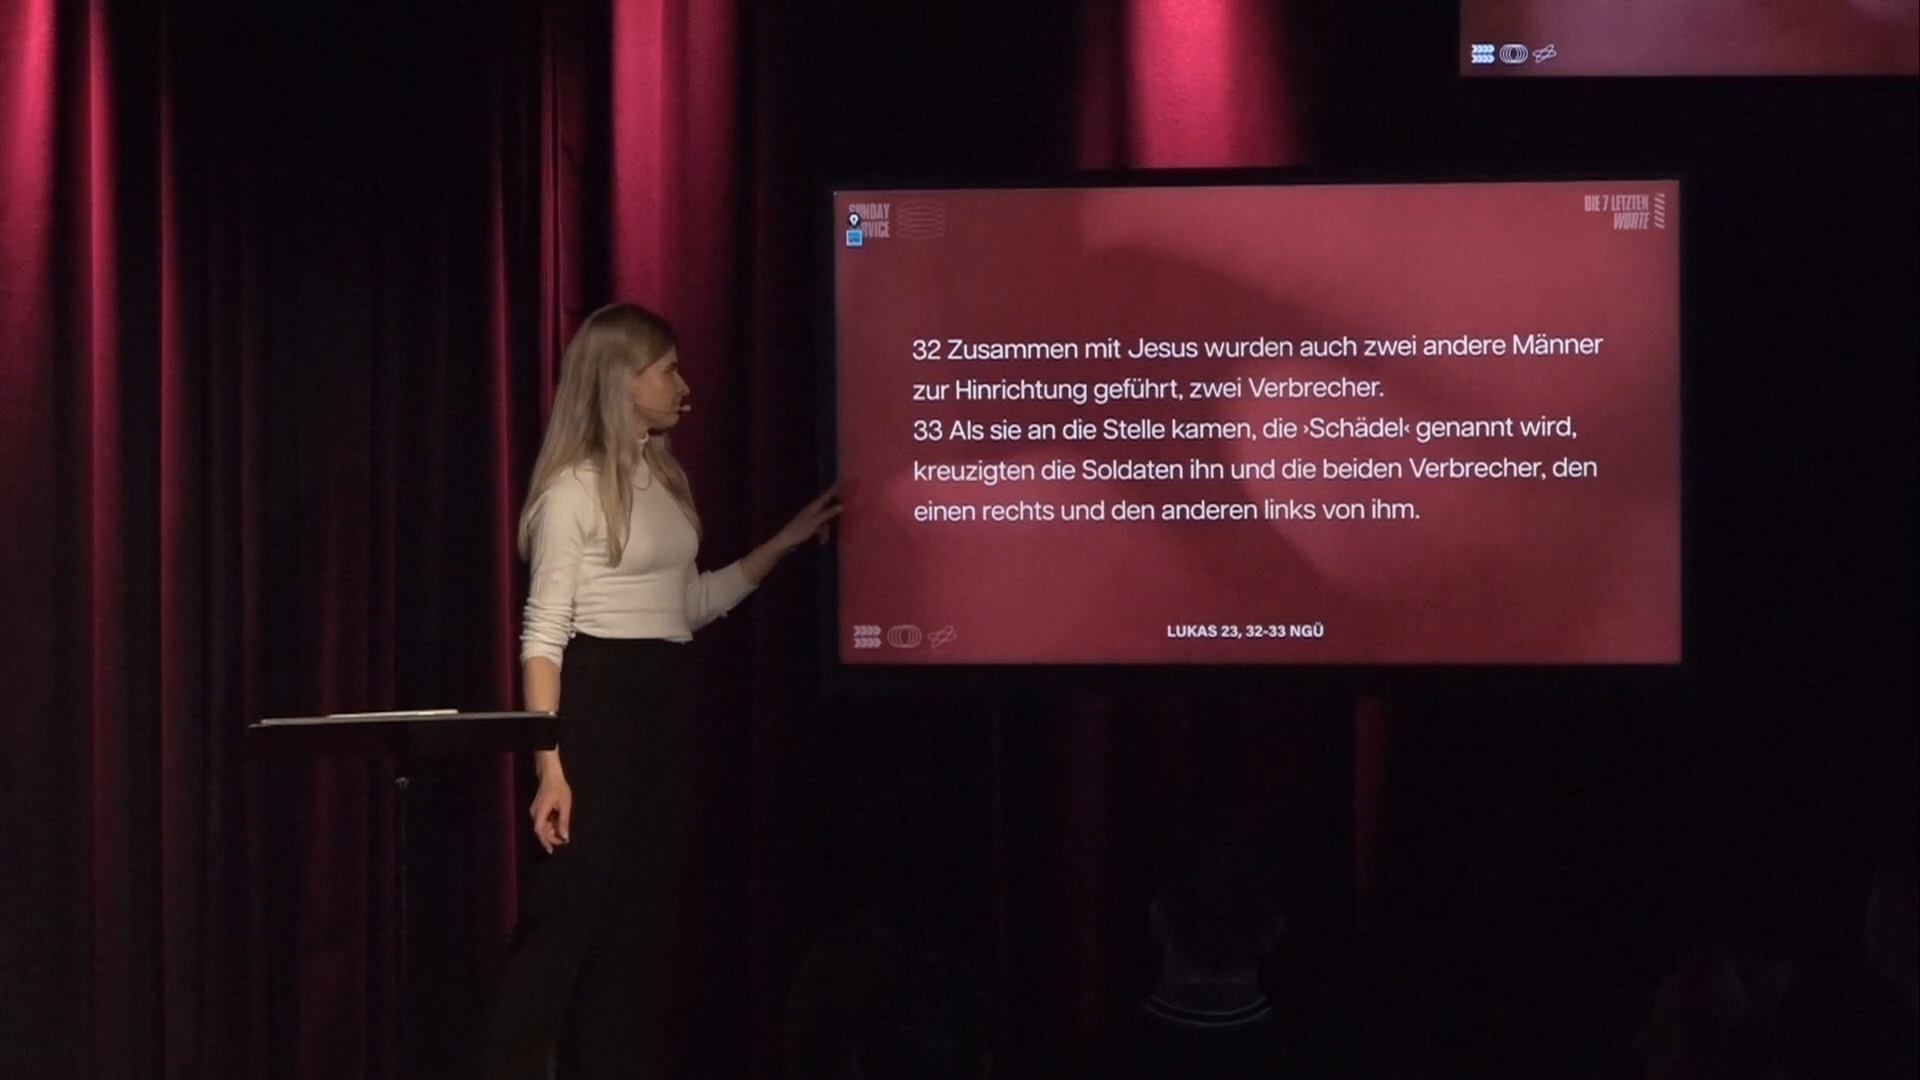 DIE 7 LETZTEN
WORTE
32 Zusammen mit Jesus wurden auch zwei andere Männer
zur Hinrichtung geführt, zwei Verbrecher.
33 Als sie an die Stelle kamen, die ›Schädel‹ genannt wird,
kreuzigten die Soldaten ihn und die beiden Verbrecher, den
einen rechts und den anderen links von ihm.
LUKAS 23, 32-33 NGÜ